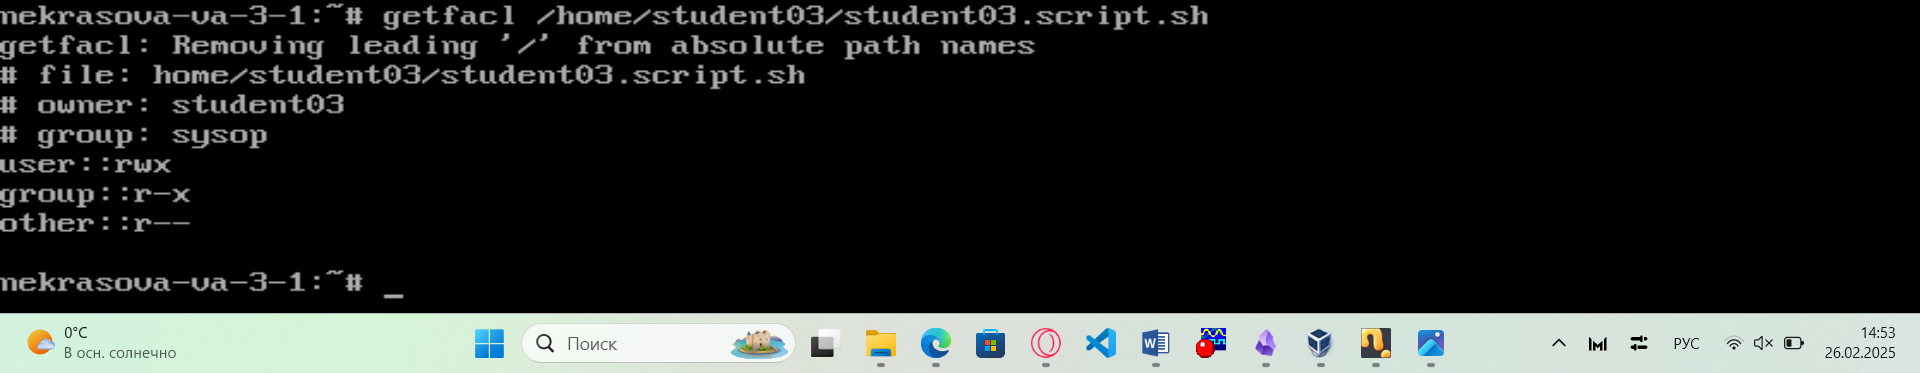 mekrasova-va-3-1:~# getfacl /home/student03/student03.script.sh
getfacl: Removing leading '/' from absolute path names
# file: home/student03/student03.script.sh
# owner: student03
# group: sysop
user::rwx
group::r-x
other::r--
mekrasova-va-3-1:~# _
0°C
В осн. солнечно
Поиск
РУС
14:53
26.02.2025